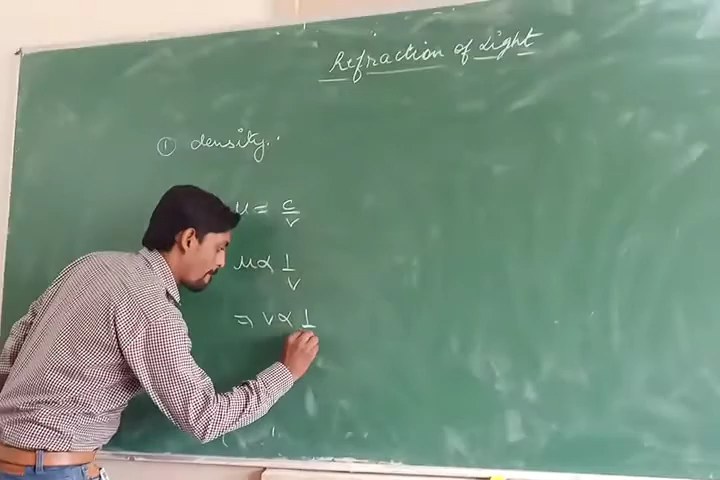 Refraction of Light
① density..
μ = c/v
μ ∝ 1/v
⇒ v ∝ 1